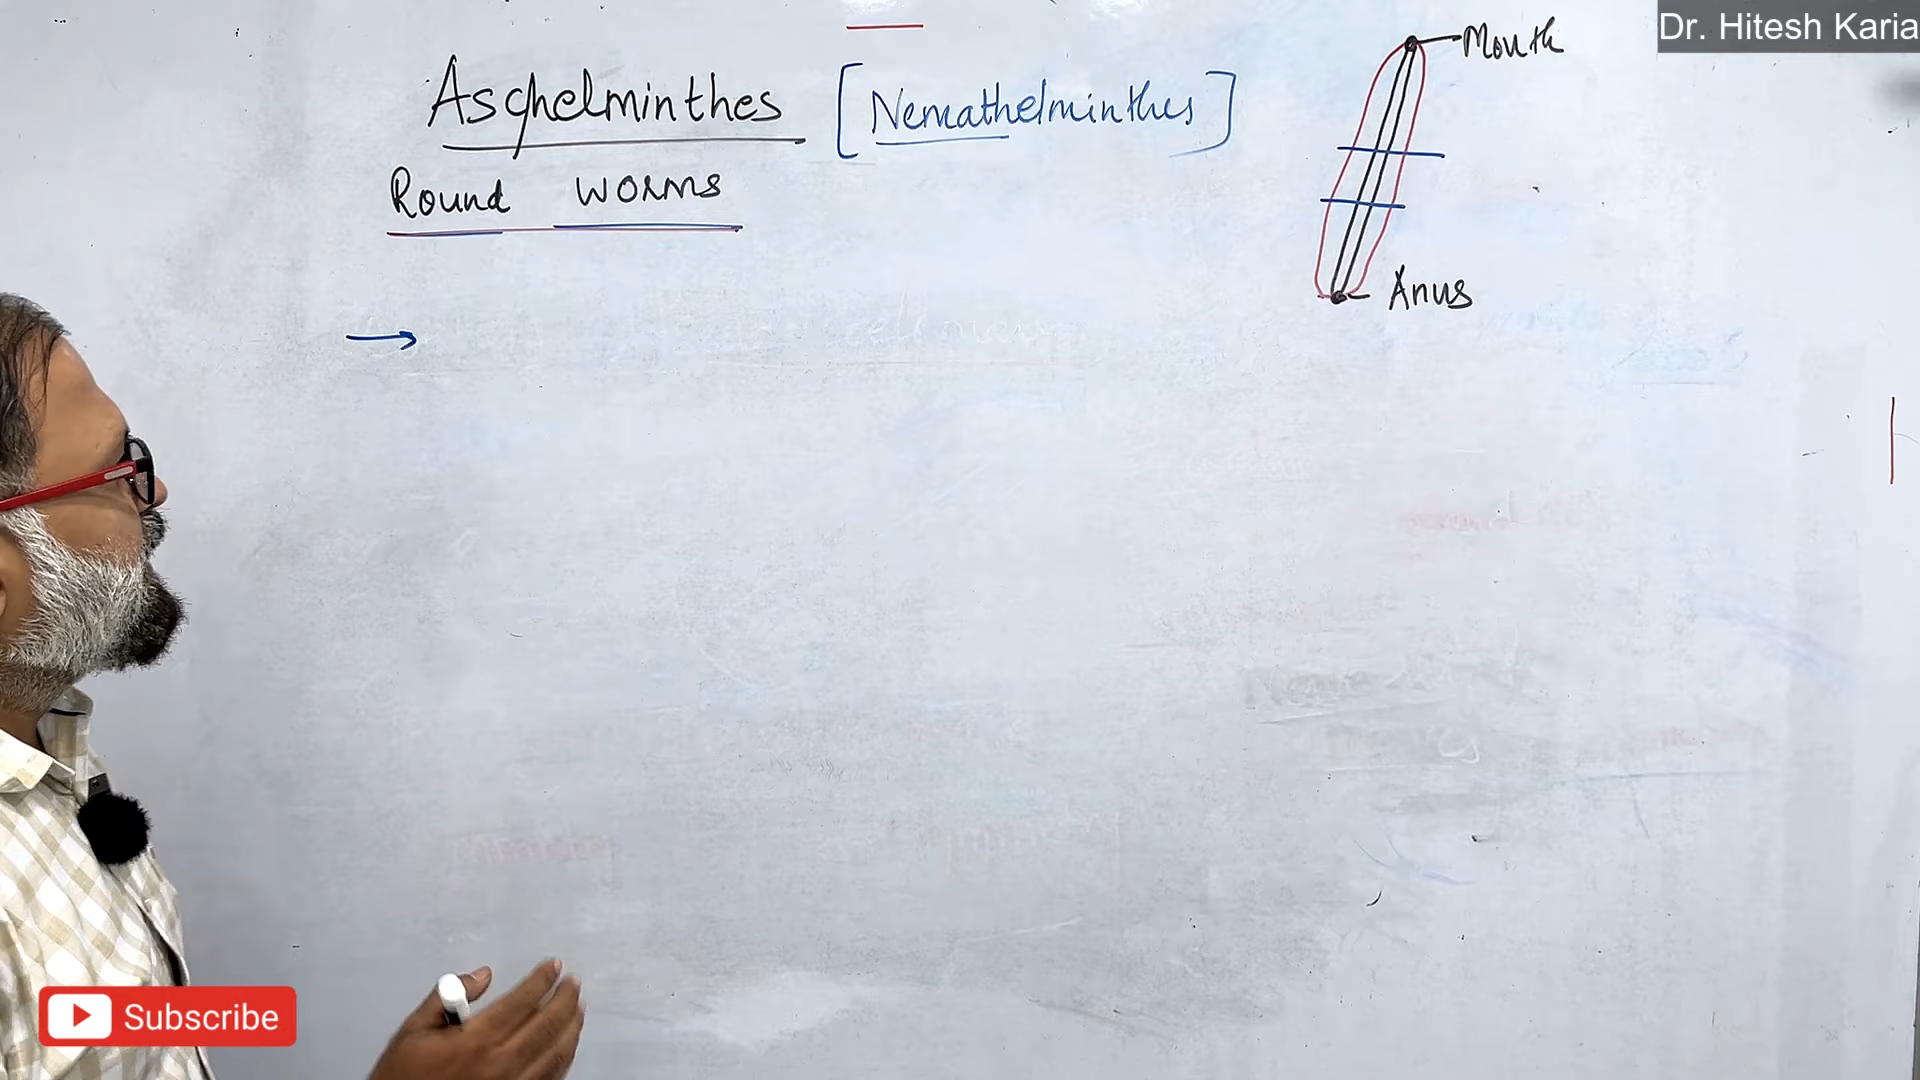 Dr. Hitesh Karia
Mouth
Aschelminthes [Nemathelminthes]
Round worms
Anus
Subscribe